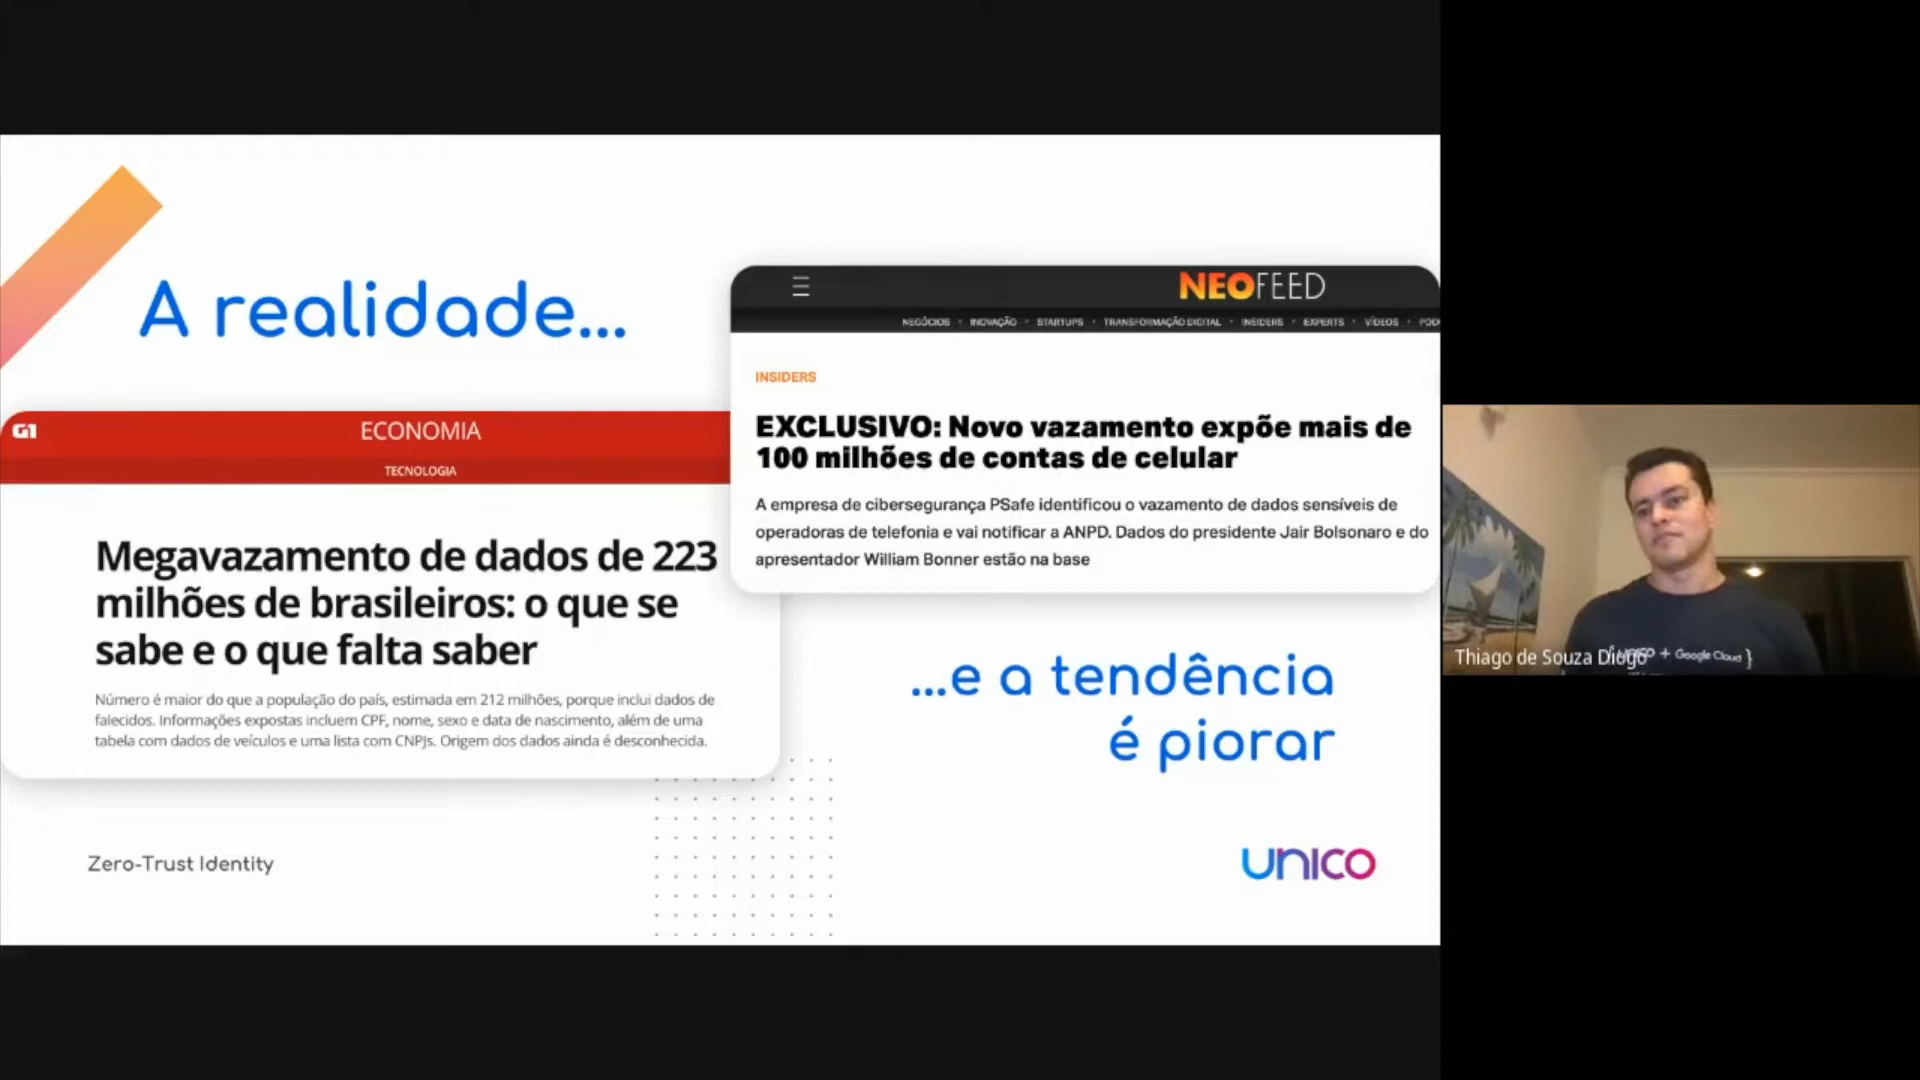 A realidade...
G1
ECONOMIA
TECNOLOGIA
Megavazamento de dados de 223
milhões de brasileiros: o que se
sabe e o que falta saber
Número é maior do que a população do país, estimada em 212 milhões, porque inclui dados de
falecidos. Informações expostas incluem CPF, nome, sexo e data de nascimento, além de uma
tabela com dados de veículos e uma lista com CNPJs. Origem dos dados ainda é desconhecida.
NEOFEED
NEGÓCIOS INOVAÇÃO STARTUPS TRANSFORMAÇÃO DIGITAL INSIDERS EXPERTS VÍDEOS
INSIDERS
EXCLUSIVO: Novo vazamento expõe mais de
100 milhões de contas de celular
A empresa de cibersegurança PSafe identificou o vazamento de dados sensíveis de
operadoras de telefonia e vai notificar a ANPD. Dados do presidente Jair Bolsonaro e do
apresentador William Bonner estão na base
...e a tendência
é piorar
Zero-Trust Identity
unico
Thiago de Souza Diogo
+ Google Cloud }